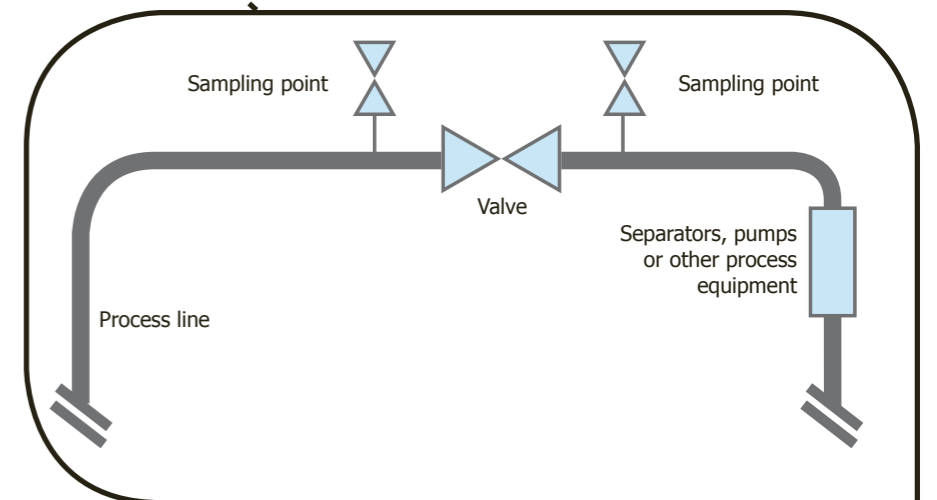 Sampling point
Sampling point
Valve
Separators, pumps
or other process
equipment
Process line